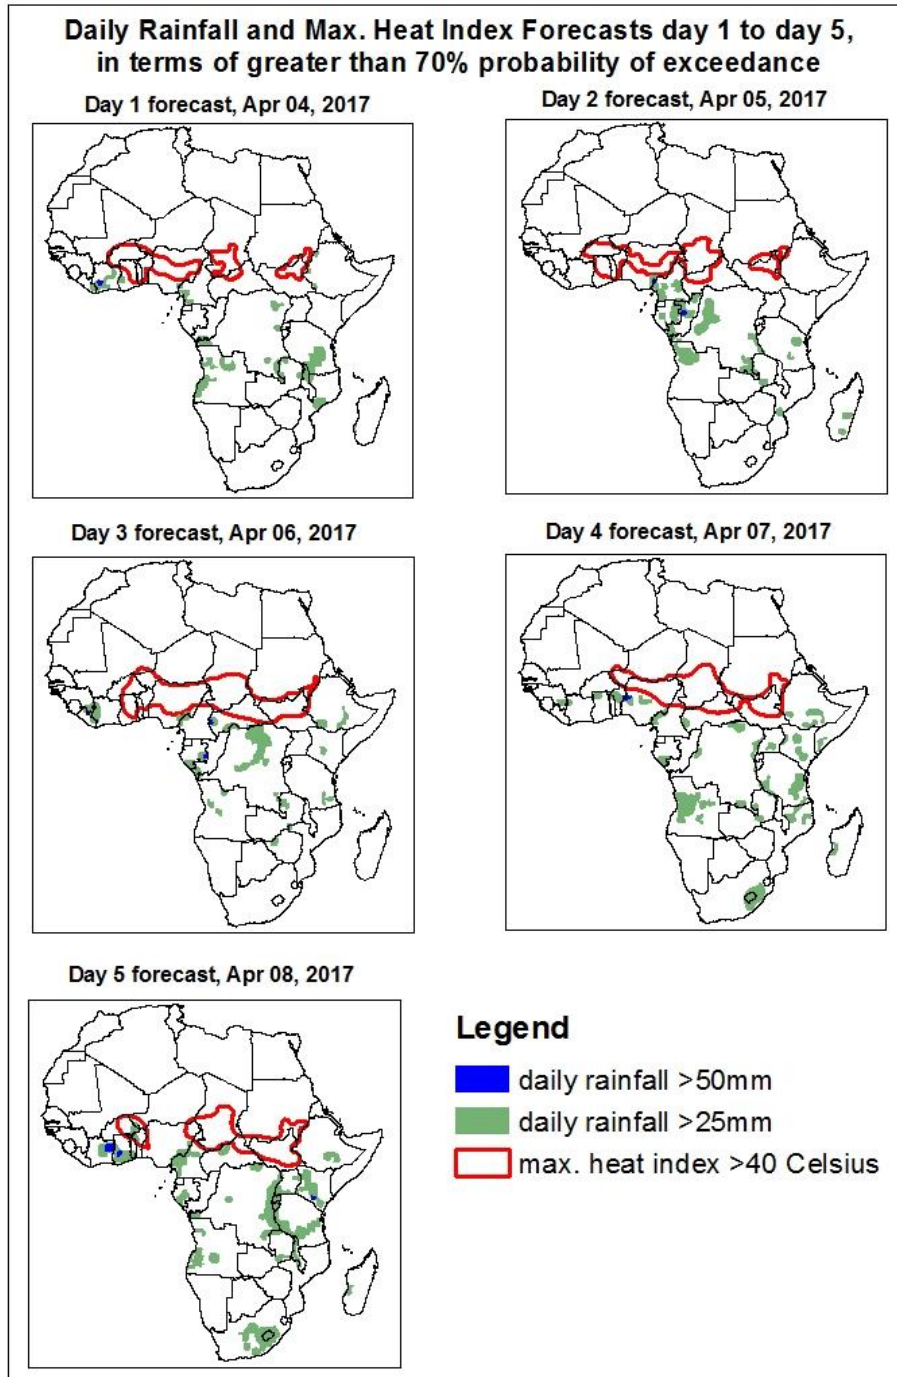 Daily Rainfall and Max. Heat Index Forecasts day 1 to day 5,
in terms of greater than 70% probability of exceedance
Day 1 forecast, Apr 04, 2017
Day 2 forecast, Apr 05, 2017
Day 3 forecast, Apr 06, 2017
Day 4 forecast, Apr 07, 2017
Day 5 forecast, Apr 08, 2017
Legend
daily rainfall >50mm
daily rainfall >25mm
max. heat index >40 Celsius